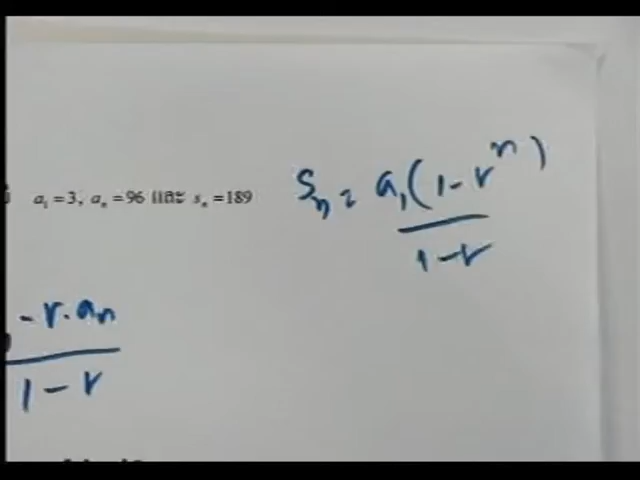 a₁ = 3, aₙ = 96 และ sₙ = 189
Sₙ = a₁(1 - rⁿ)
1 - r
- r · aₙ
1 - r